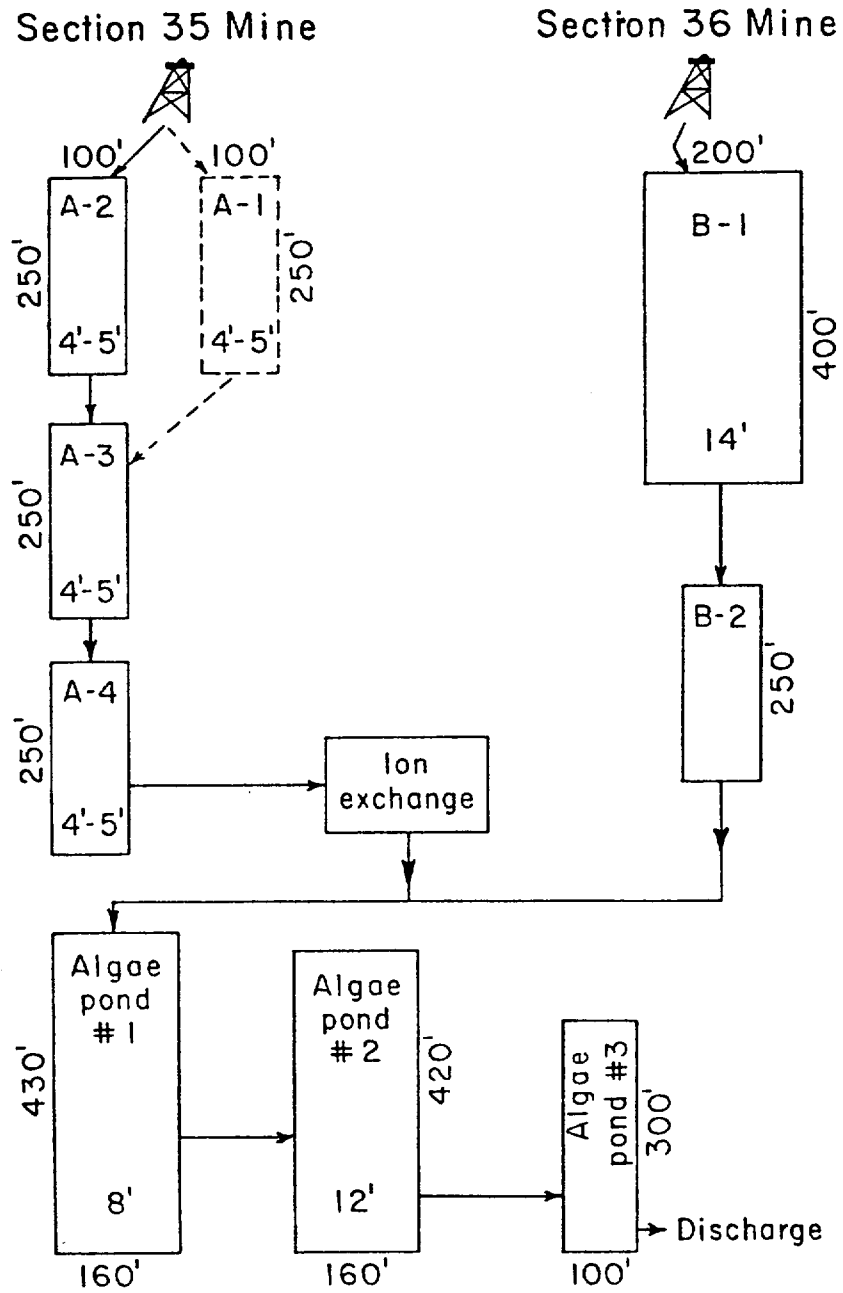 Section 35 Mine
Section 36 Mine
100'
100'
200'
A-2
A-1
B-1
250'
250'
400'
4'-5'
4'-5'
14'
A-3
250'
4'-5'
B-2
250'
A-4
250'
4'-5'
Ion
exchange
Algae
pond
#1
430'
8'
160'
Algae
pond
#2
420'
12'
160'
Algae
pond #3
300'
100'
Discharge